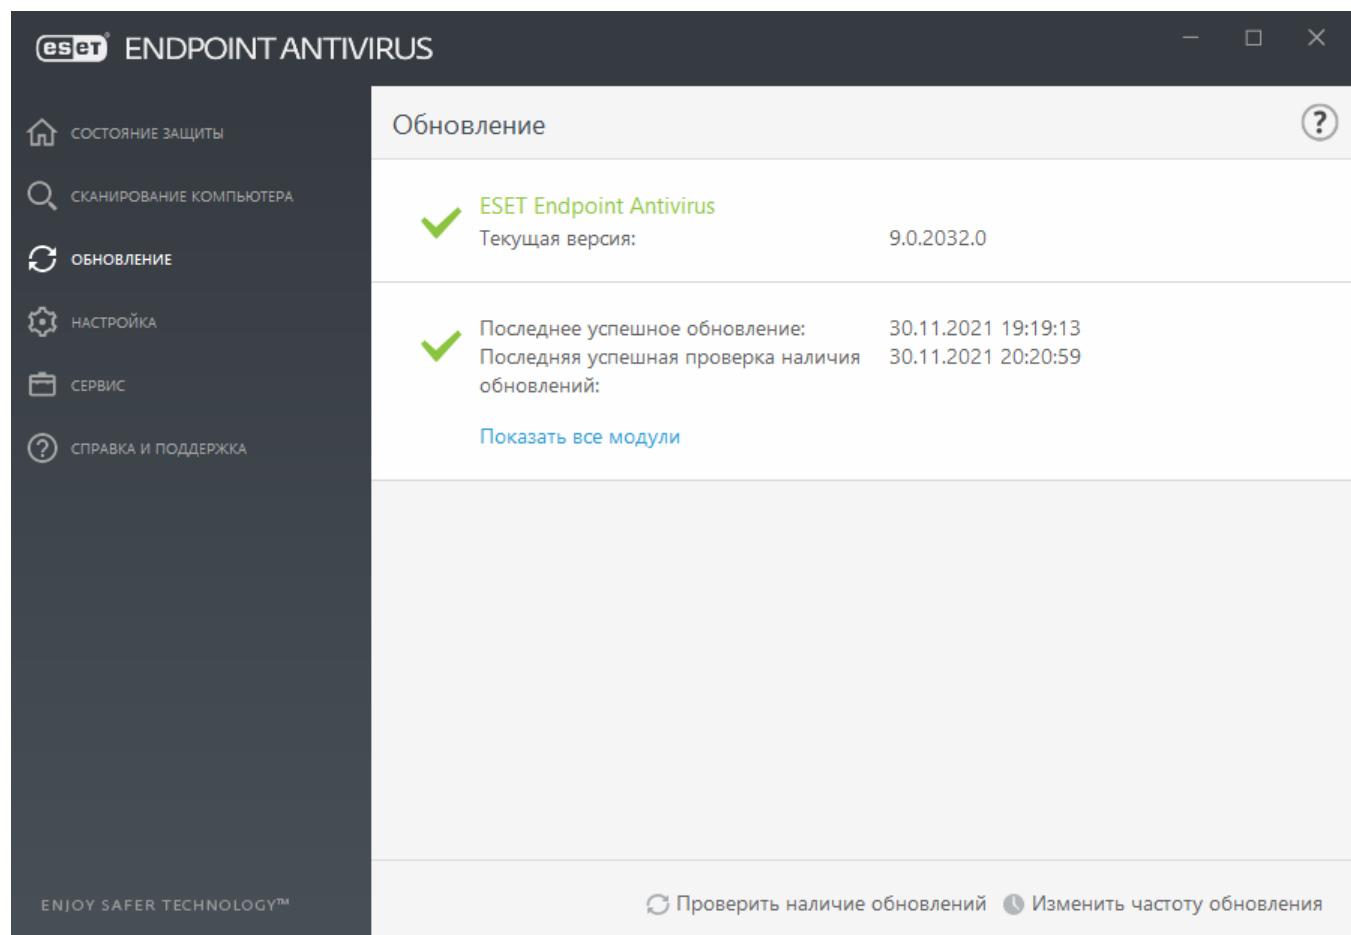 eset ENDPOINT ANTIVIRUS
СОСТОЯНИЕ ЗАЩИТЫ
СКАНИРОВАНИЕ КОМПЬЮТЕРА
ОБНОВЛЕНИЕ
НАСТРОЙКА
СЕРВИС
СПРАВКА И ПОДДЕРЖКА
ENJOY SAFER TECHNOLOGY™
Обновление ?
ESET Endpoint Antivirus
Текущая версия: 9.0.2032.0
Последнее успешное обновление: 30.11.2021 19:19:13
Последняя успешная проверка наличия 30.11.2021 20:20:59
обновлений:
Показать все модули
Проверить наличие обновлений Изменить частоту обновления